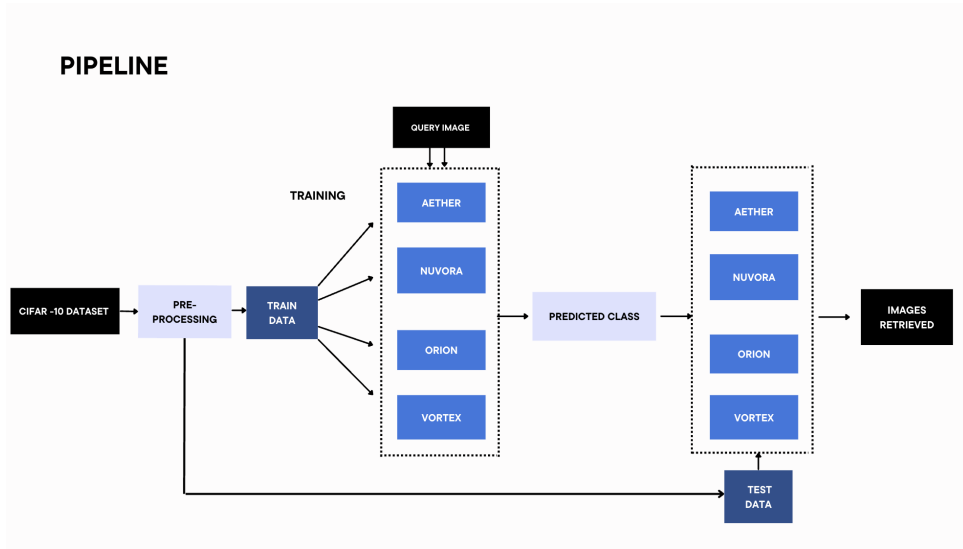 PIPELINE
QUERY IMAGE
TRAINING
AETHER
NUVORA
ORION
VORTEX
CIFAR -10 DATASET
PRE-
PROCESSING
TRAIN
DATA
PREDICTED CLASS
AETHER
NUVORA
ORION
VORTEX
IMAGES
RETRIEVED
TEST
DATA